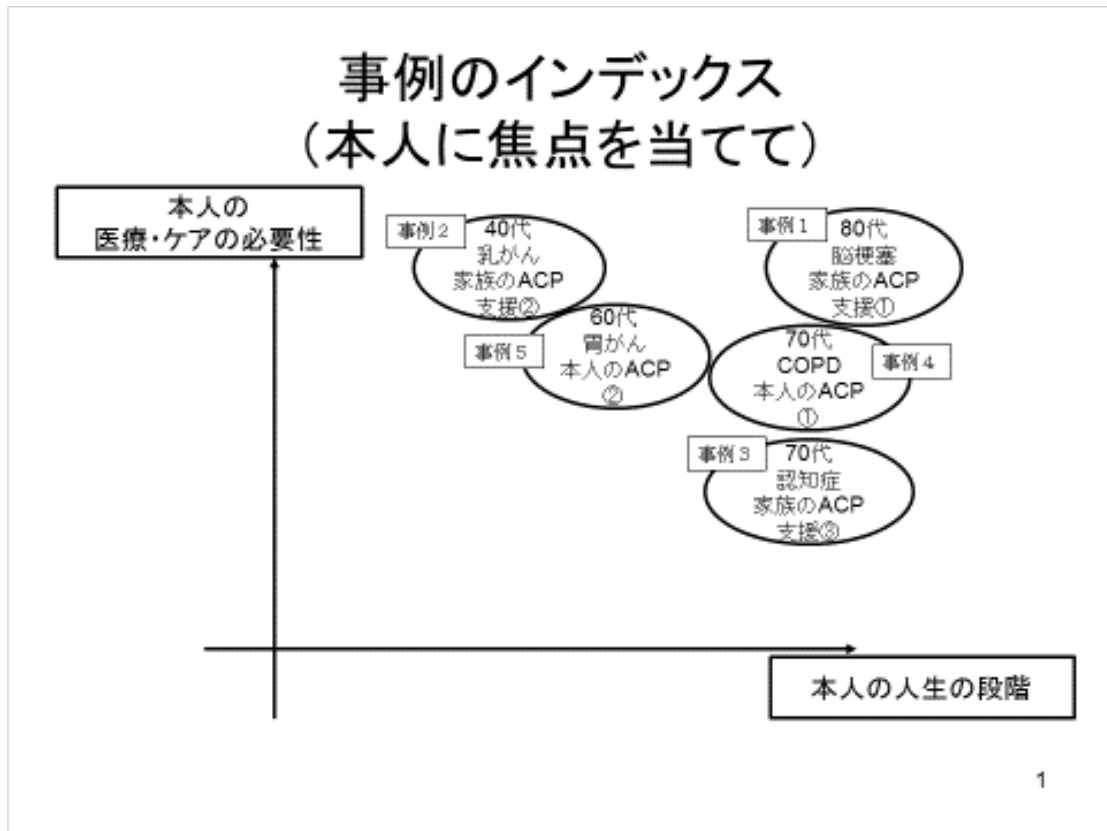 事例のインデックス
（本人に焦点を当てて）
本人の
医療・ケアの必要性
事例２
40代
乳がん
家族のACP
支援②
事例１
80代
脳梗塞
家族のACP
支援①
事例５
60代
胃がん
本人のACP
②
70代
COPD
本人のACP
①
事例４
事例３
70代
認知症
家族のACP
支援③
本人の人生の段階
1